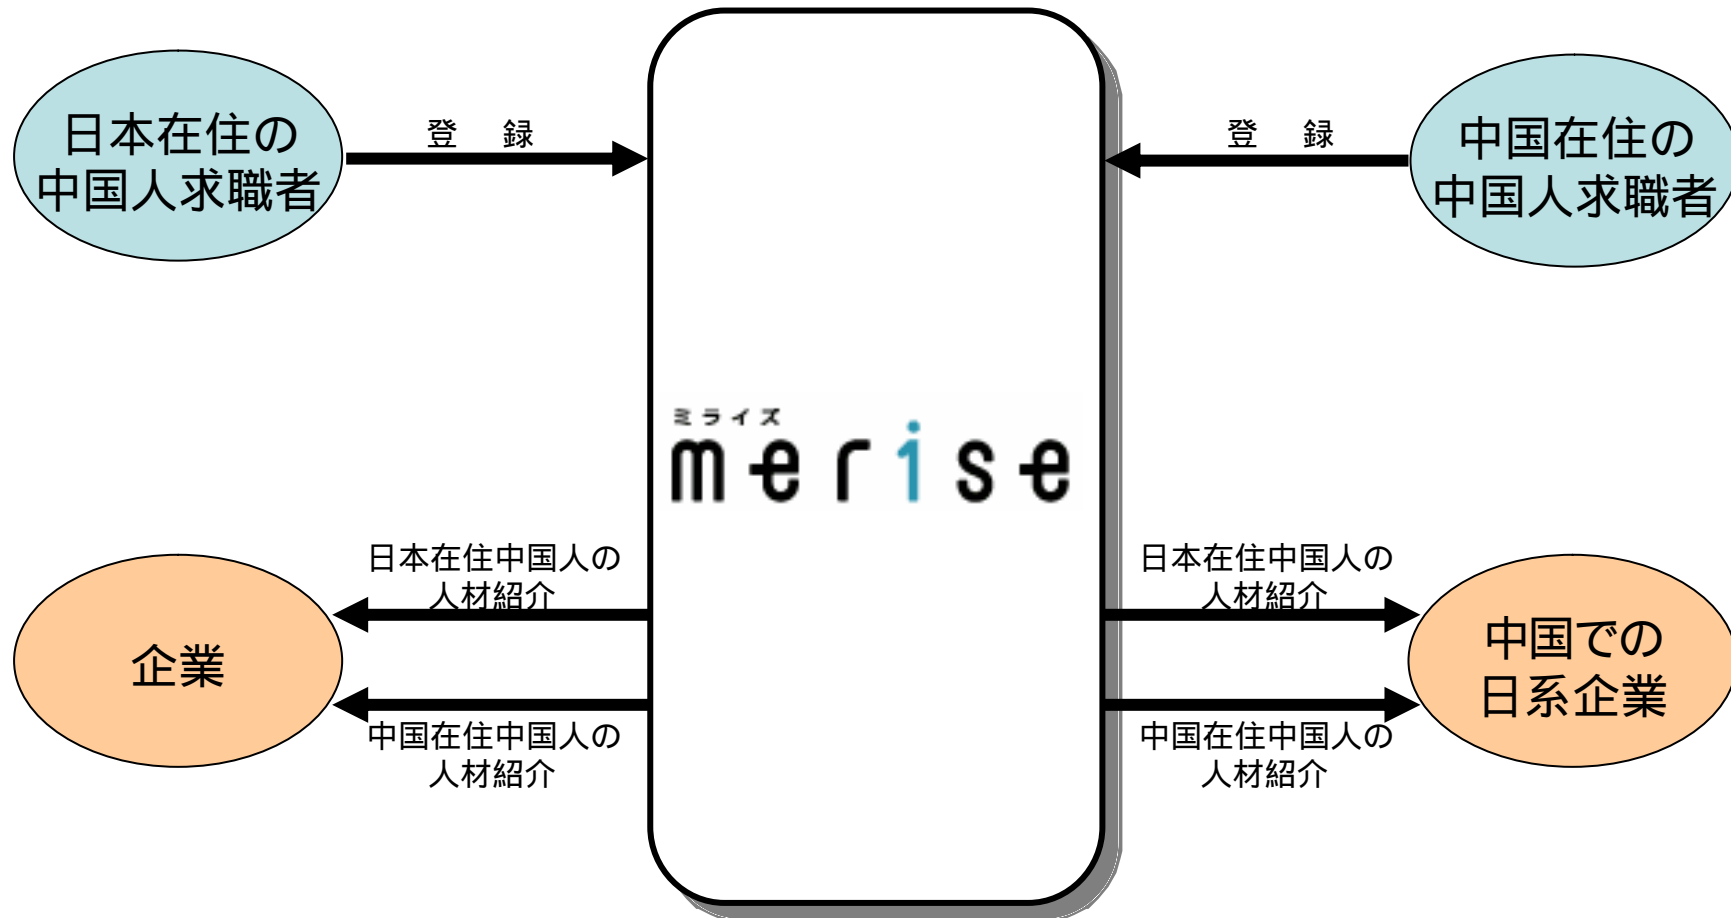 日本在住の
中国人求職者
登 録
登 録
中国在住の
中国人求職者
ミライズ
merise
日本在住中国人の
人材紹介
企業
中国在住中国人の
人材紹介
日本在住中国人の
人材紹介
中国での
日系企業
中国在住中国人の
人材紹介